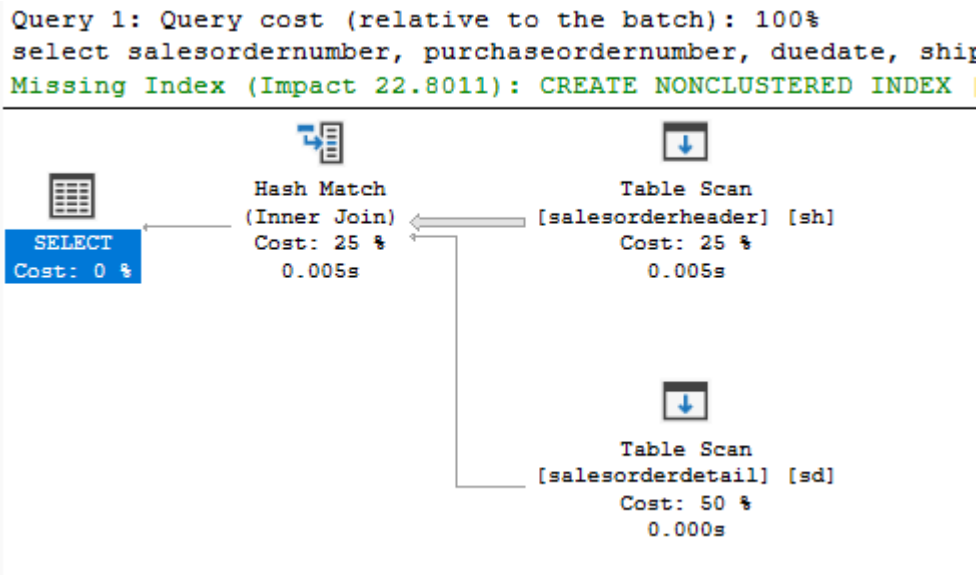 Query 1: Query cost (relative to the batch): 100%
select salesordernumber, purchaseordernumber, duedate, ship
Missing Index (Impact 22.8011): CREATE NONCLUSTERED INDEX
SELECT
Cost: 0 %
Hash Match
(Inner Join)
Cost: 25 %
0.005s
Table Scan
[salesorderheader] [sh]
Cost: 25 %
0.005s
Table Scan
[salesorderdetail] [sd]
Cost: 50 %
0.000s